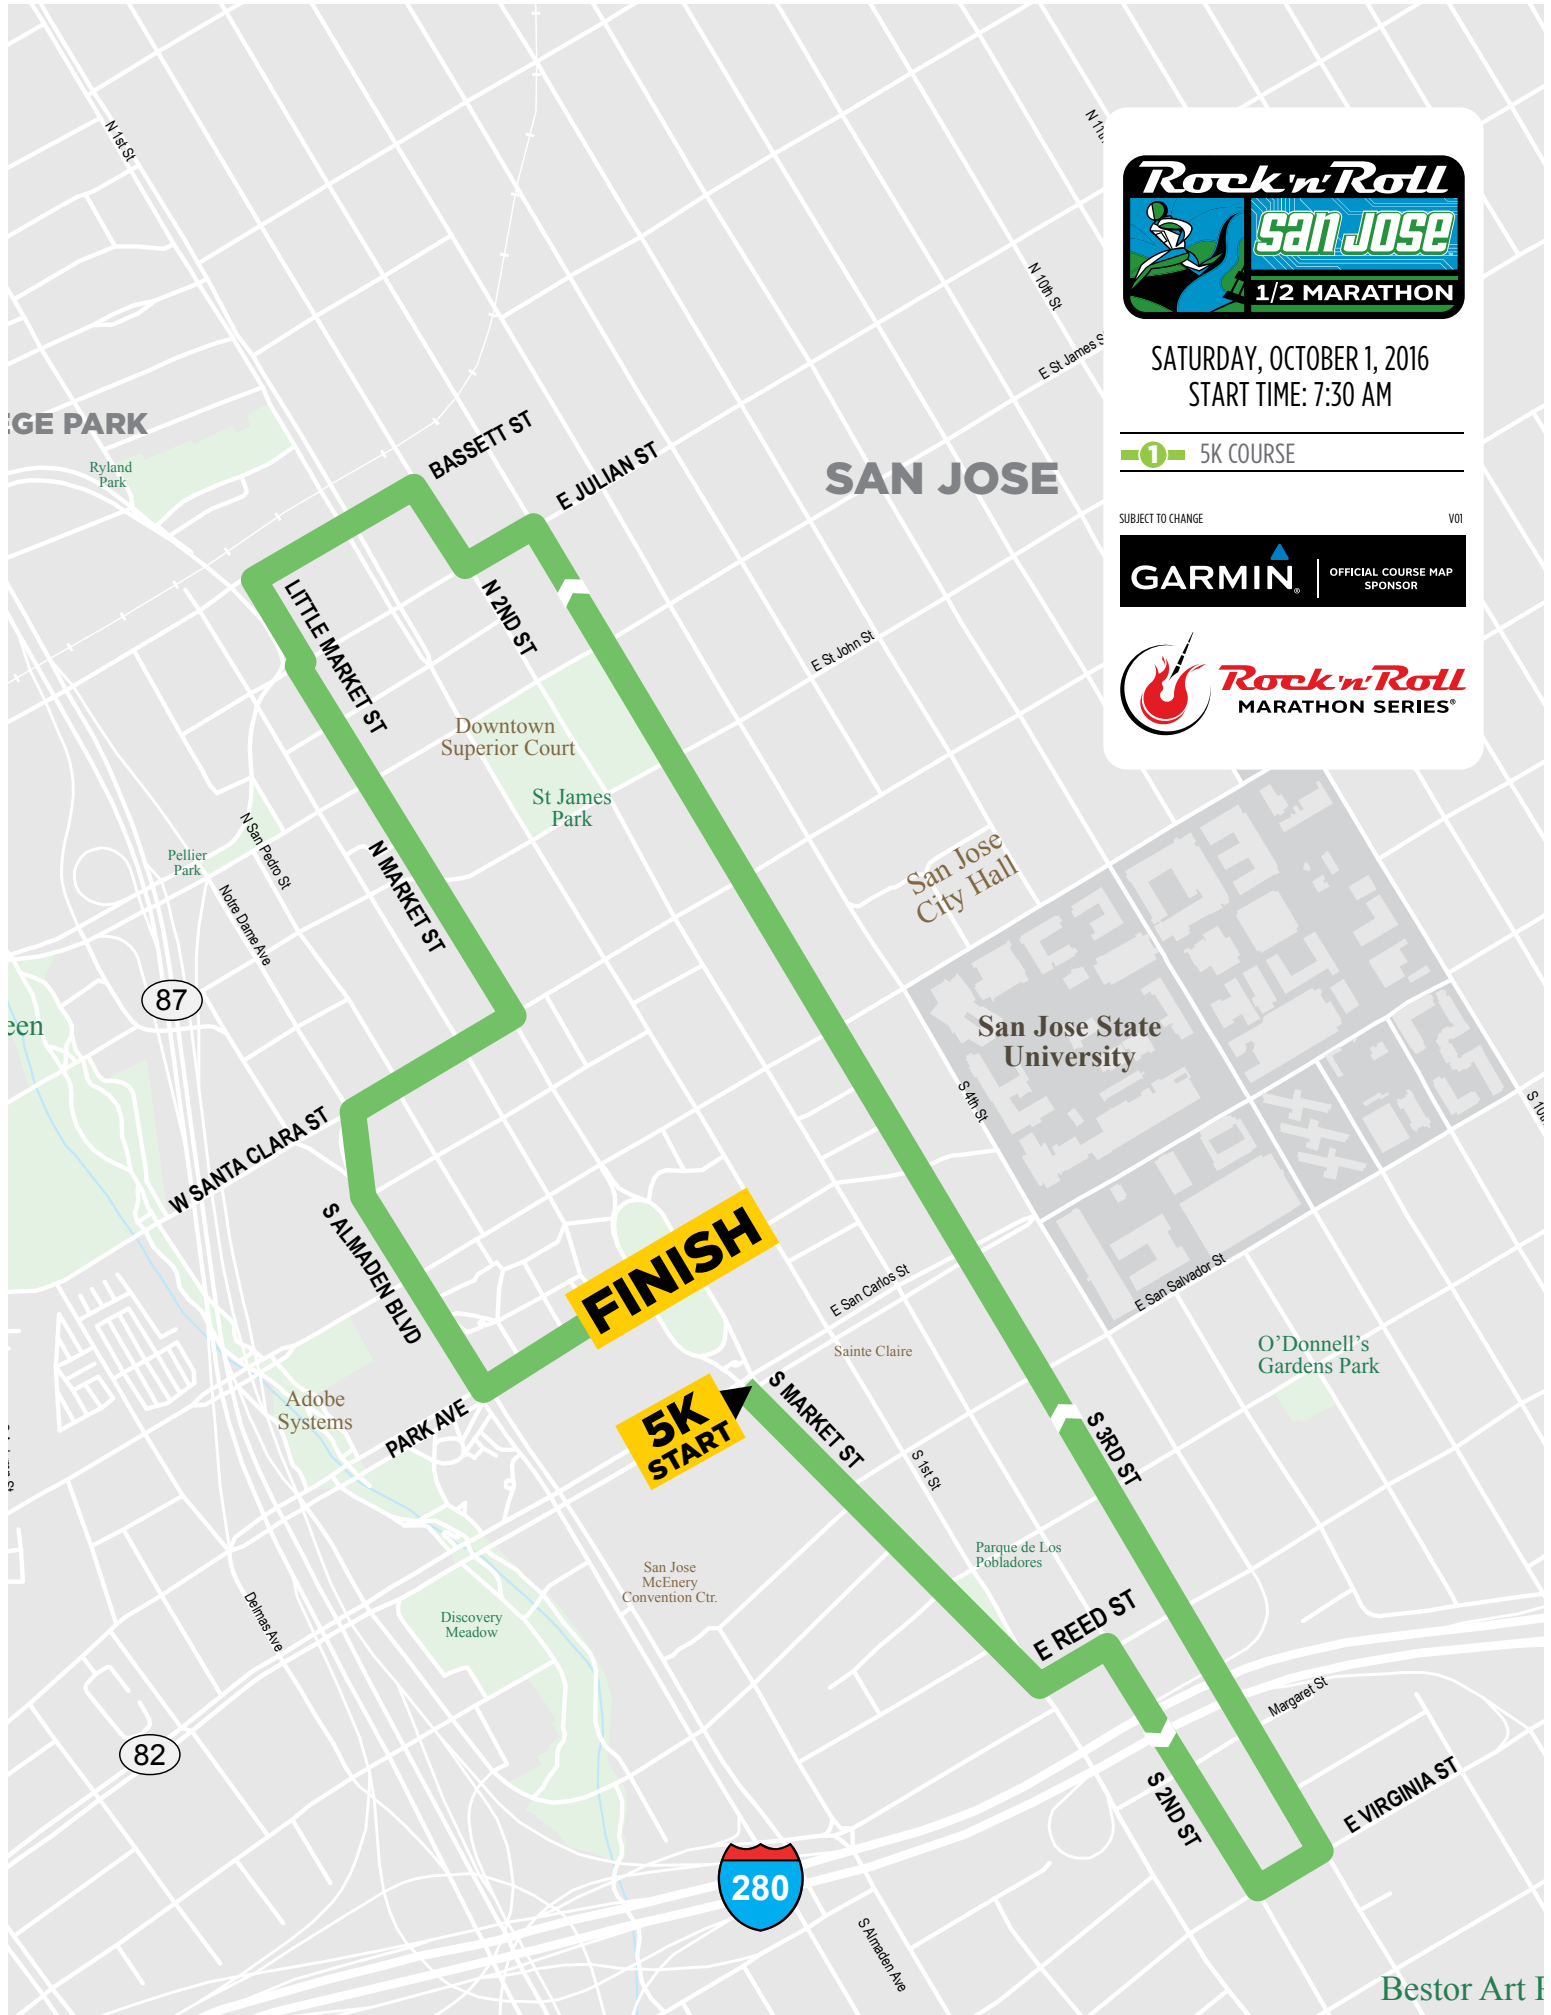 N 1st St
N 11th
Rock 'n' Roll
san jose
1/2 MARATHON
SATURDAY, OCTOBER 1, 2016
START TIME: 7:30 AM
1 5K COURSE
SUBJECT TO CHANGE V01
GARMIN® OFFICIAL COURSE MAP
SPONSOR
Rock 'n' Roll
MARATHON SERIES®
N 10th St
E St James S
EGE PARK
Ryland
Park
BASSETT ST
E JULIAN ST
SAN JOSE
LITTLE MARKET ST
N 2ND ST
E St John St
Downtown
Superior Court
St James
Park
N San Pedro St
Pellier
Park
Notre Dame Ave
N MARKET ST
San Jose
City Hall
87
een
San Jose State
University
S 4th St
S 10th
W SANTA CLARA ST
S ALMADEN BLVD
FINISH
E San Carlos St
E San Salvador St
Sainte Claire
O'Donnell's
Gardens Park
Adobe
Systems
PARK AVE
5K
START
S MARKET ST
S 3RD ST
S 1st St
Parque de Los
Pobladores
San Jose
McEnery
Convention Ctr.
Delmas Ave
Discovery
Meadow
E REED ST
Margaret St
82
S 2ND ST
E VIRGINIA ST
280
S Almaden Ave
Bestor Art